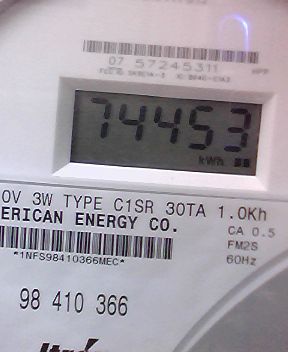 07 57245311
74453
kWh
0V 3W TYPE C1SR 30TA 1.0Kh
ERICAN ENERGY CO.
CA 0.5
FM2S
*1NFS98410366MEC*
60Hz
98 410 366